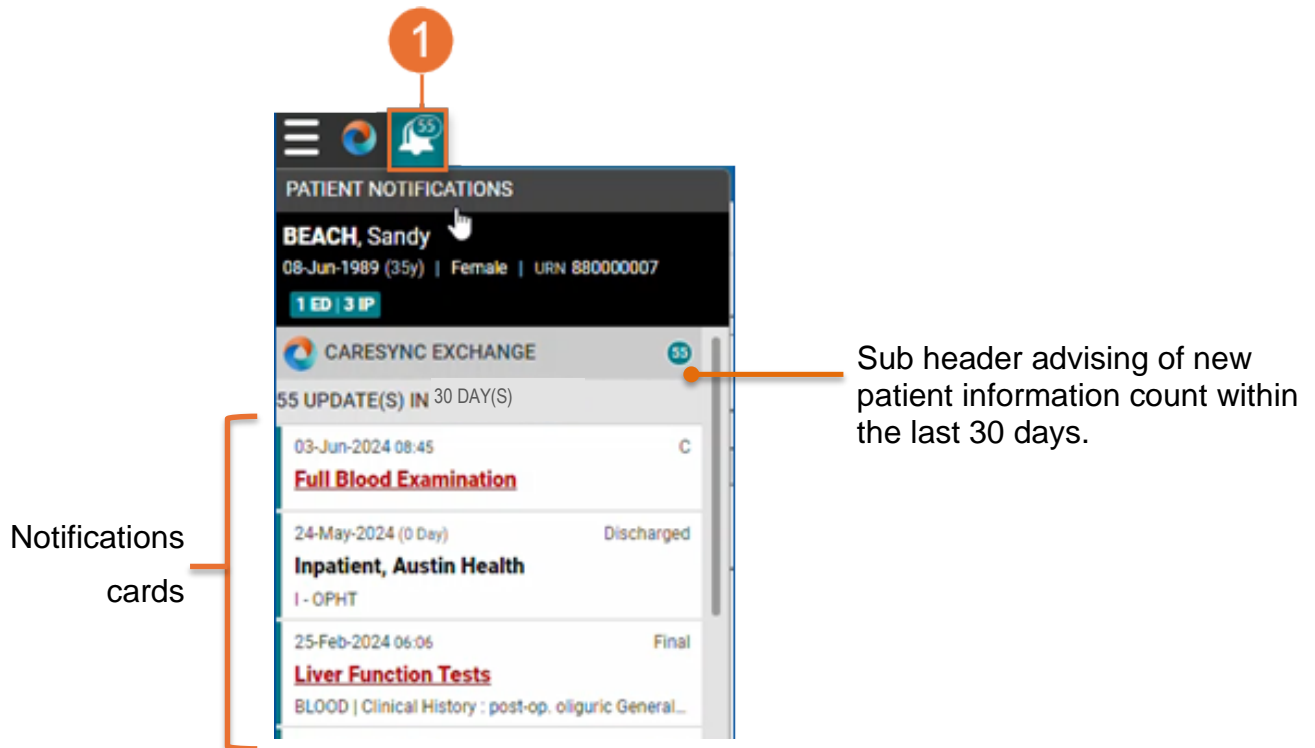 1
55
PATIENT NOTIFICATIONS
BEACH, Sandy
08-Jun-1989 (35y) | Female | URN 880000007
1 ED | 3 IP
CARESYNC EXCHANGE 55
55 UPDATE(S) IN 30 DAY(S)
03-Jun-2024 08:45 C
Full Blood Examination
24-May-2024 (0 Day) Discharged
Inpatient, Austin Health
I - OPHT
25-Feb-2024 06:06 Final
Liver Function Tests
BLOOD | Clinical History : post-op. oliguric General...
Sub header advising of new
patient information count within
the last 30 days.
Notifications
cards